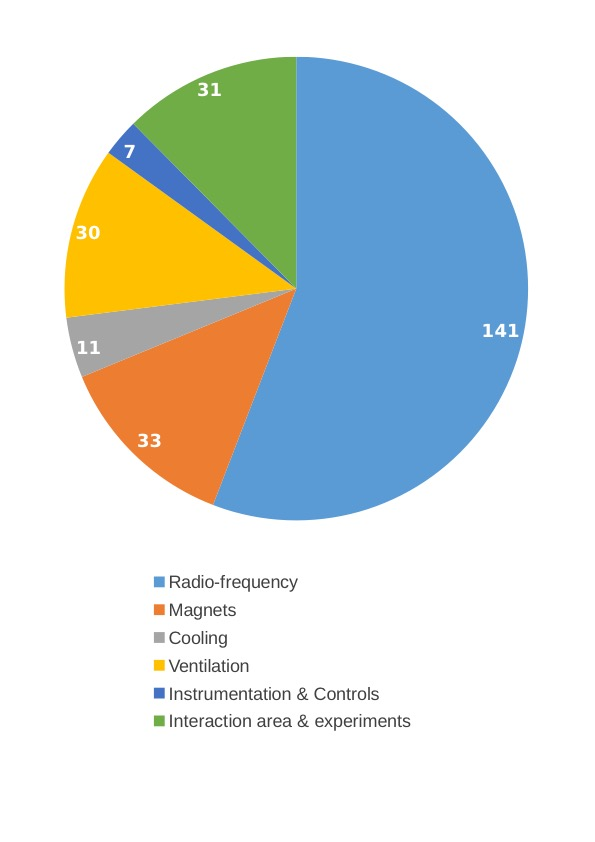 31
7
30
141
11
33
Radio-frequency
Magnets
Cooling
Ventilation
Instrumentation & Controls
Interaction area & experiments